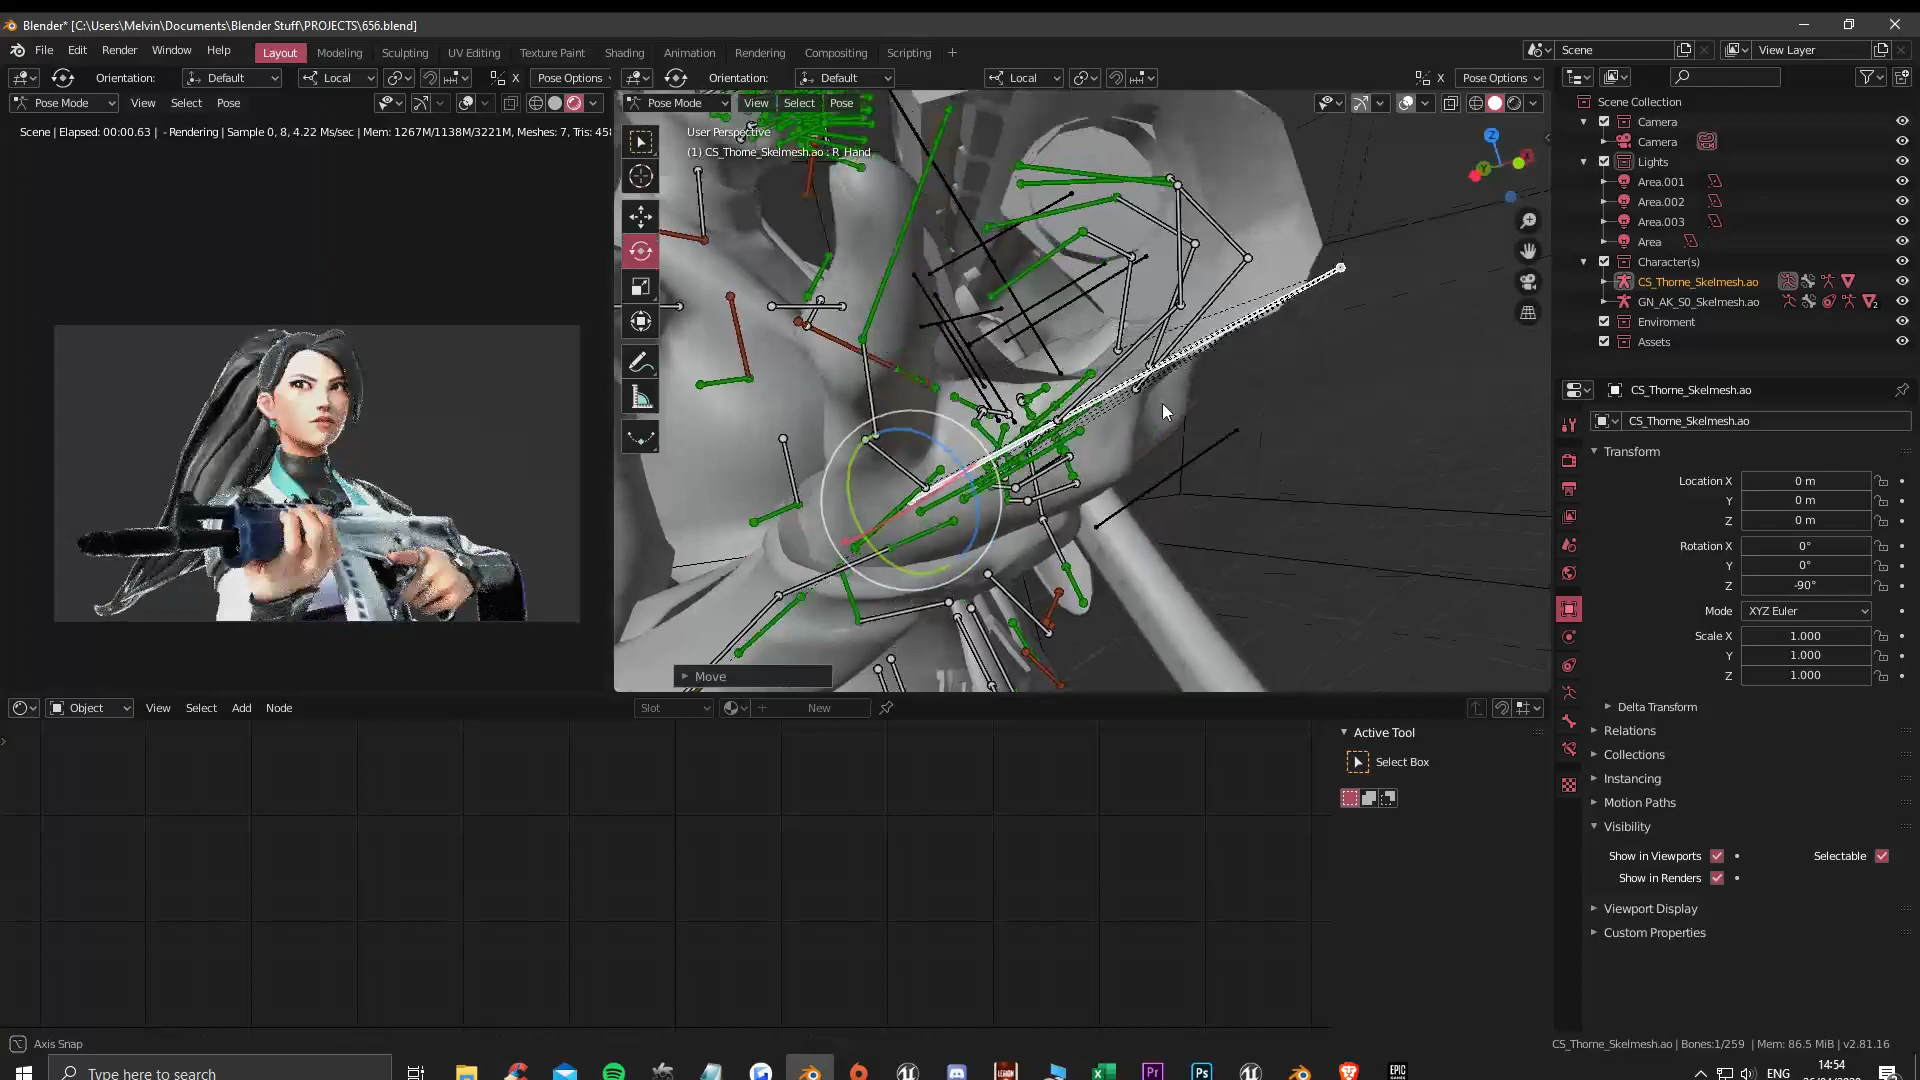 Blender* [C:\Users\Melvin\Documents\Blender Stuff\PROJECTS\656.blend]
File Edit Render Window Help Layout Modeling Sculpting UV Editing Texture Paint Shading Animation Rendering Compositing Scripting Scene View Layer
Orientation: Default Local X Pose Options Orientation: Default Local X Pose Options
Pose Mode View Select Pose Pose Mode View Select Pose
Scene | Elapsed: 00:00.63 | - Rendering | Sample 0, 8, 4.22 Ms/sec | Mem: 1267M/1138M/3221M, Meshes: 7, Tris: 458
User Perspective
(1) CS_Thorne_Skelmesh.ao : R_Hand
Z
Scene Collection
Camera
Camera
Lights
Area.001
Area.002
Area.003
Area
Character(s)
CS_Thorne_Skelmesh.ao
GN_AK_S0_Skelmesh.ao
2
Enviroment
Assets
CS_Thorne_Skelmesh.ao
CS_Thorne_Skelmesh.ao
Transform
Location X 0 m
Y 0 m
Z 0 m
Rotation X 0°
Y 0°
Z -90°
Mode XYZ Euler
Scale X 1.000
Y 1.000
Z 1.000
Delta Transform
Relations
Collections
Instancing
Motion Paths
Visibility
Show in Viewports Selectable
Show in Renders
Viewport Display
Custom Properties
Move
Object View Select Add Node Slot New
Active Tool
Select Box
Axis Snap
CS_Thorne_Skelmesh.ao | Bones:1/259 | Mem: 86.5 MiB | v2.81.16
Type here to search
Pr Ps EPIC GAMES
ENG
14:54